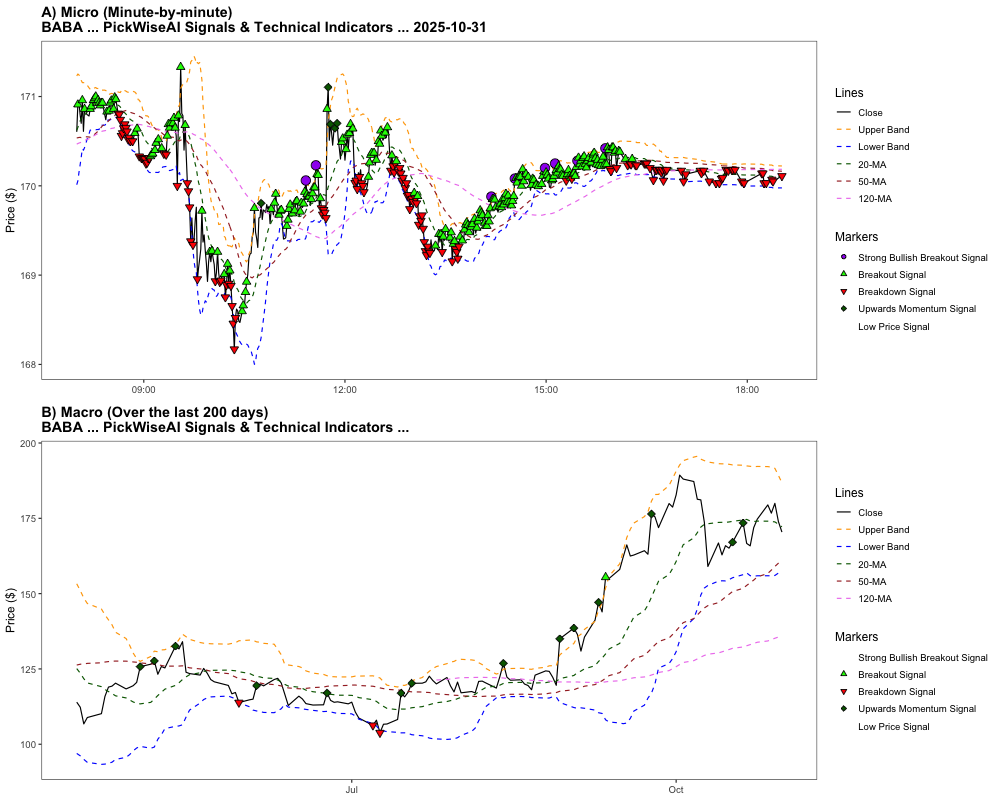 A) Micro (Minute-by-minute)
BABA ... PickWiseAI Signals & Technical Indicators ... 2025-10-31
Price ($)
171
170
169
168
09:00
12:00
15:00
18:00
Lines
Close
Upper Band
Lower Band
20-MA
50-MA
120-MA
Markers
Strong Bullish Breakout Signal
Breakout Signal
Breakdown Signal
Upwards Momentum Signal
Low Price Signal
B) Macro (Over the last 200 days)
BABA ... PickWiseAI Signals & Technical Indicators ...
Price ($)
200
175
150
125
100
Jul
Oct
Lines
Close
Upper Band
Lower Band
20-MA
50-MA
120-MA
Markers
Strong Bullish Breakout Signal
Breakout Signal
Breakdown Signal
Upwards Momentum Signal
Low Price Signal